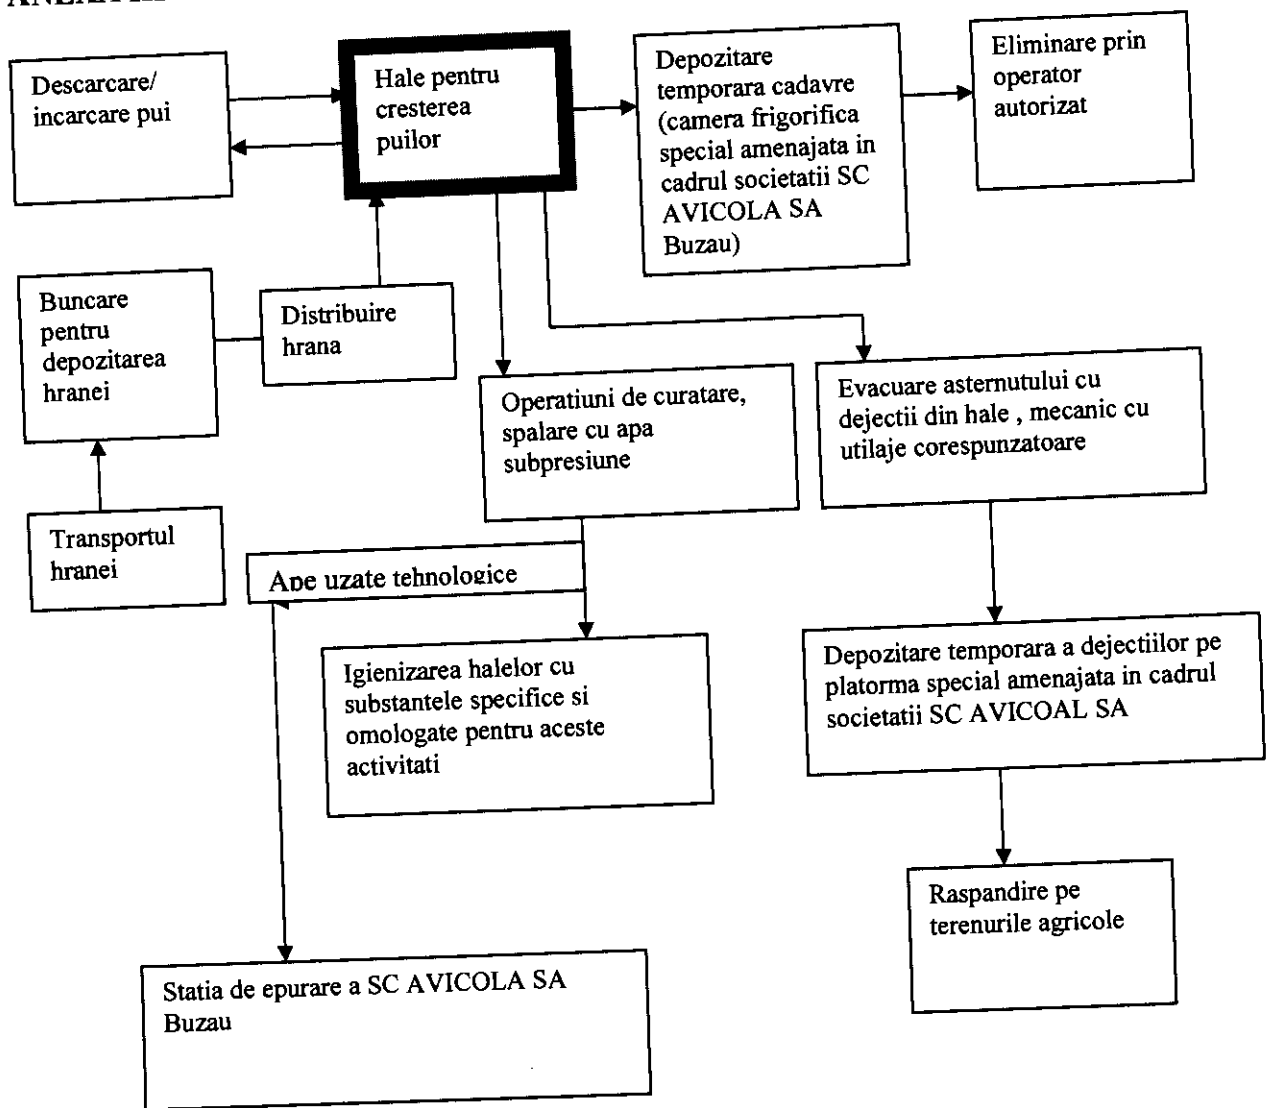 Descarcare/
incarcare pui
Hale pentru
cresterea
puilor
Depozitare
temporara cadavre
(camera frigorifica
special amenajata in
cadrul societatii SC
AVICOLA SA
Buzau)
Eliminare prin
operator
autorizat
Buncare
pentru
depozitarea
hranei
Distribuire
hrana
Operatiuni de curatare,
spalare cu apa
subpresiune
Evacuare asternutului cu
dejectii din hale , mecanic cu
utilaje corespunzatoare
Transportul
hranei
Ape uzate tehnologice
Igienizarea halelor cu
substantele specifice si
omologate pentru aceste
activitati
Depozitare temporara a dejectiilor pe
platorma special amenajata in cadrul
societatii SC AVICOAL SA
Raspandire pe
terenurile agricole
Statia de epurare a SC AVICOLA SA
Buzau